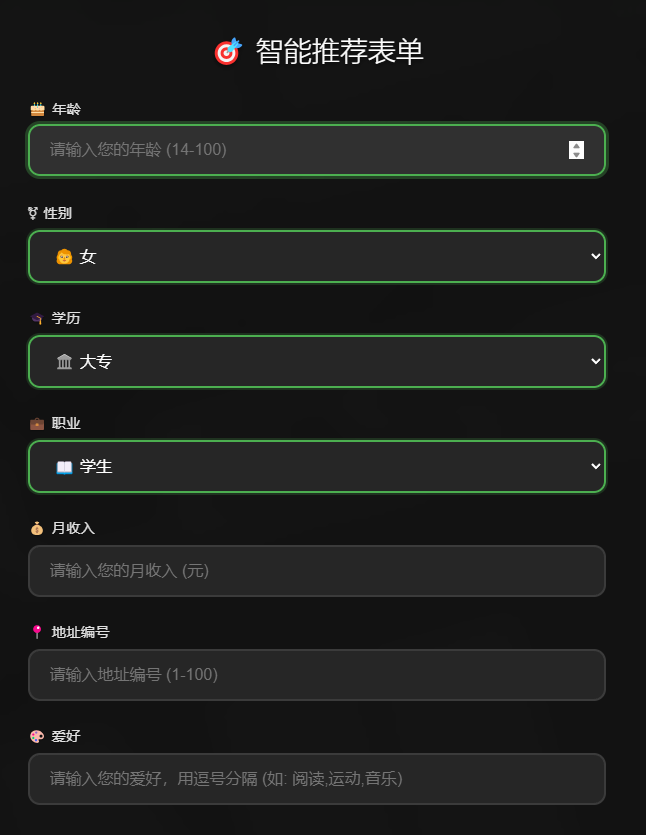 🎯 智能推荐表单
🎂 年龄
请输入您的年龄 (14-100)
⚧ 性别
👩 女
🎓 学历
🏛 大专
💼 职业
📖 学生
💰 月收入
请输入您的月收入 (元)
📍 地址编号
请输入地址编号 (1-100)
🎨 爱好
请输入您的爱好，用逗号分隔 (如: 阅读,运动,音乐)